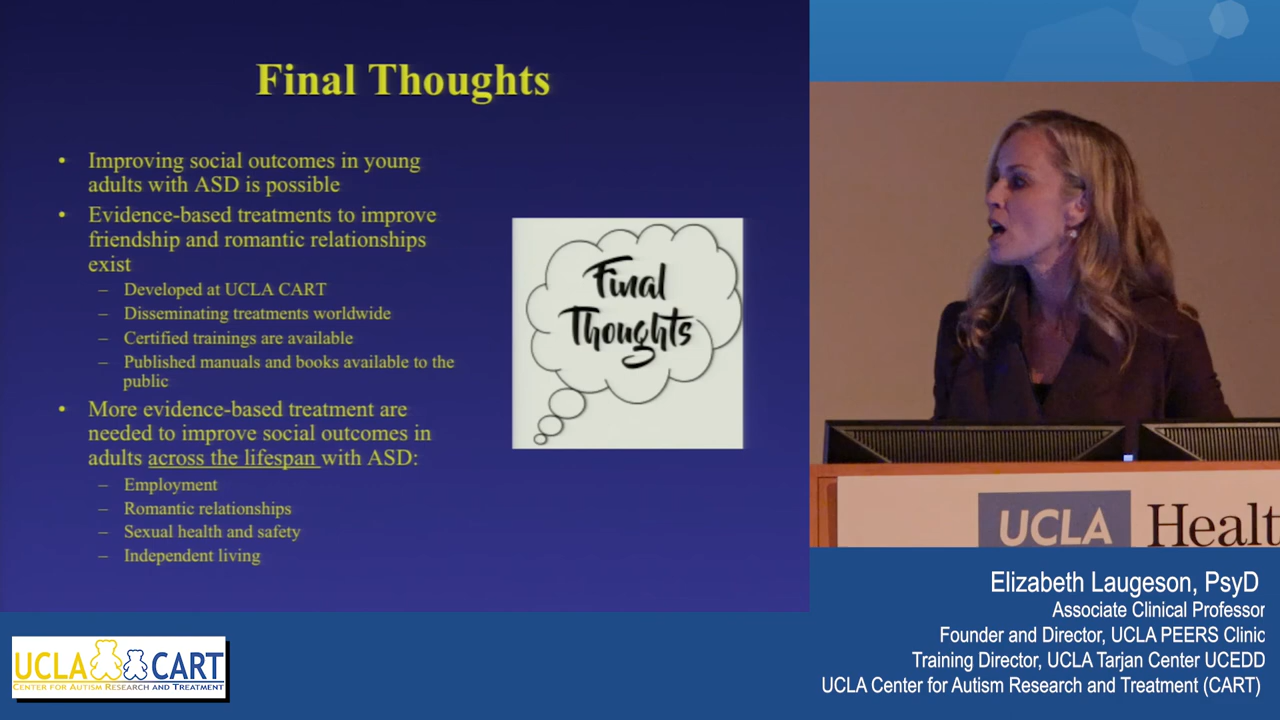 Final Thoughts
• Improving social outcomes in young
adults with ASD is possible
• Evidence-based treatments to improve
friendship and romantic relationships
exist
– Developed at UCLA CART
– Disseminating treatments worldwide
– Certified trainings are available
– Published manuals and books available to the
public
• More evidence-based treatment are
needed to improve social outcomes in
adults across the lifespan with ASD:
– Employment
– Romantic relationships
– Sexual health and safety
– Independent living
Final
Thoughts
UCLA Healt
Elizabeth Laugeson, PsyD
Associate Clinical Professor
Founder and Director, UCLA PEERS Clinic
Training Director, UCLA Tarjan Center UCEDD
UCLA Center for Autism Research and Treatment (CART)
UCLA CART
CENTER FOR AUTISM RESEARCH AND TREATMENT